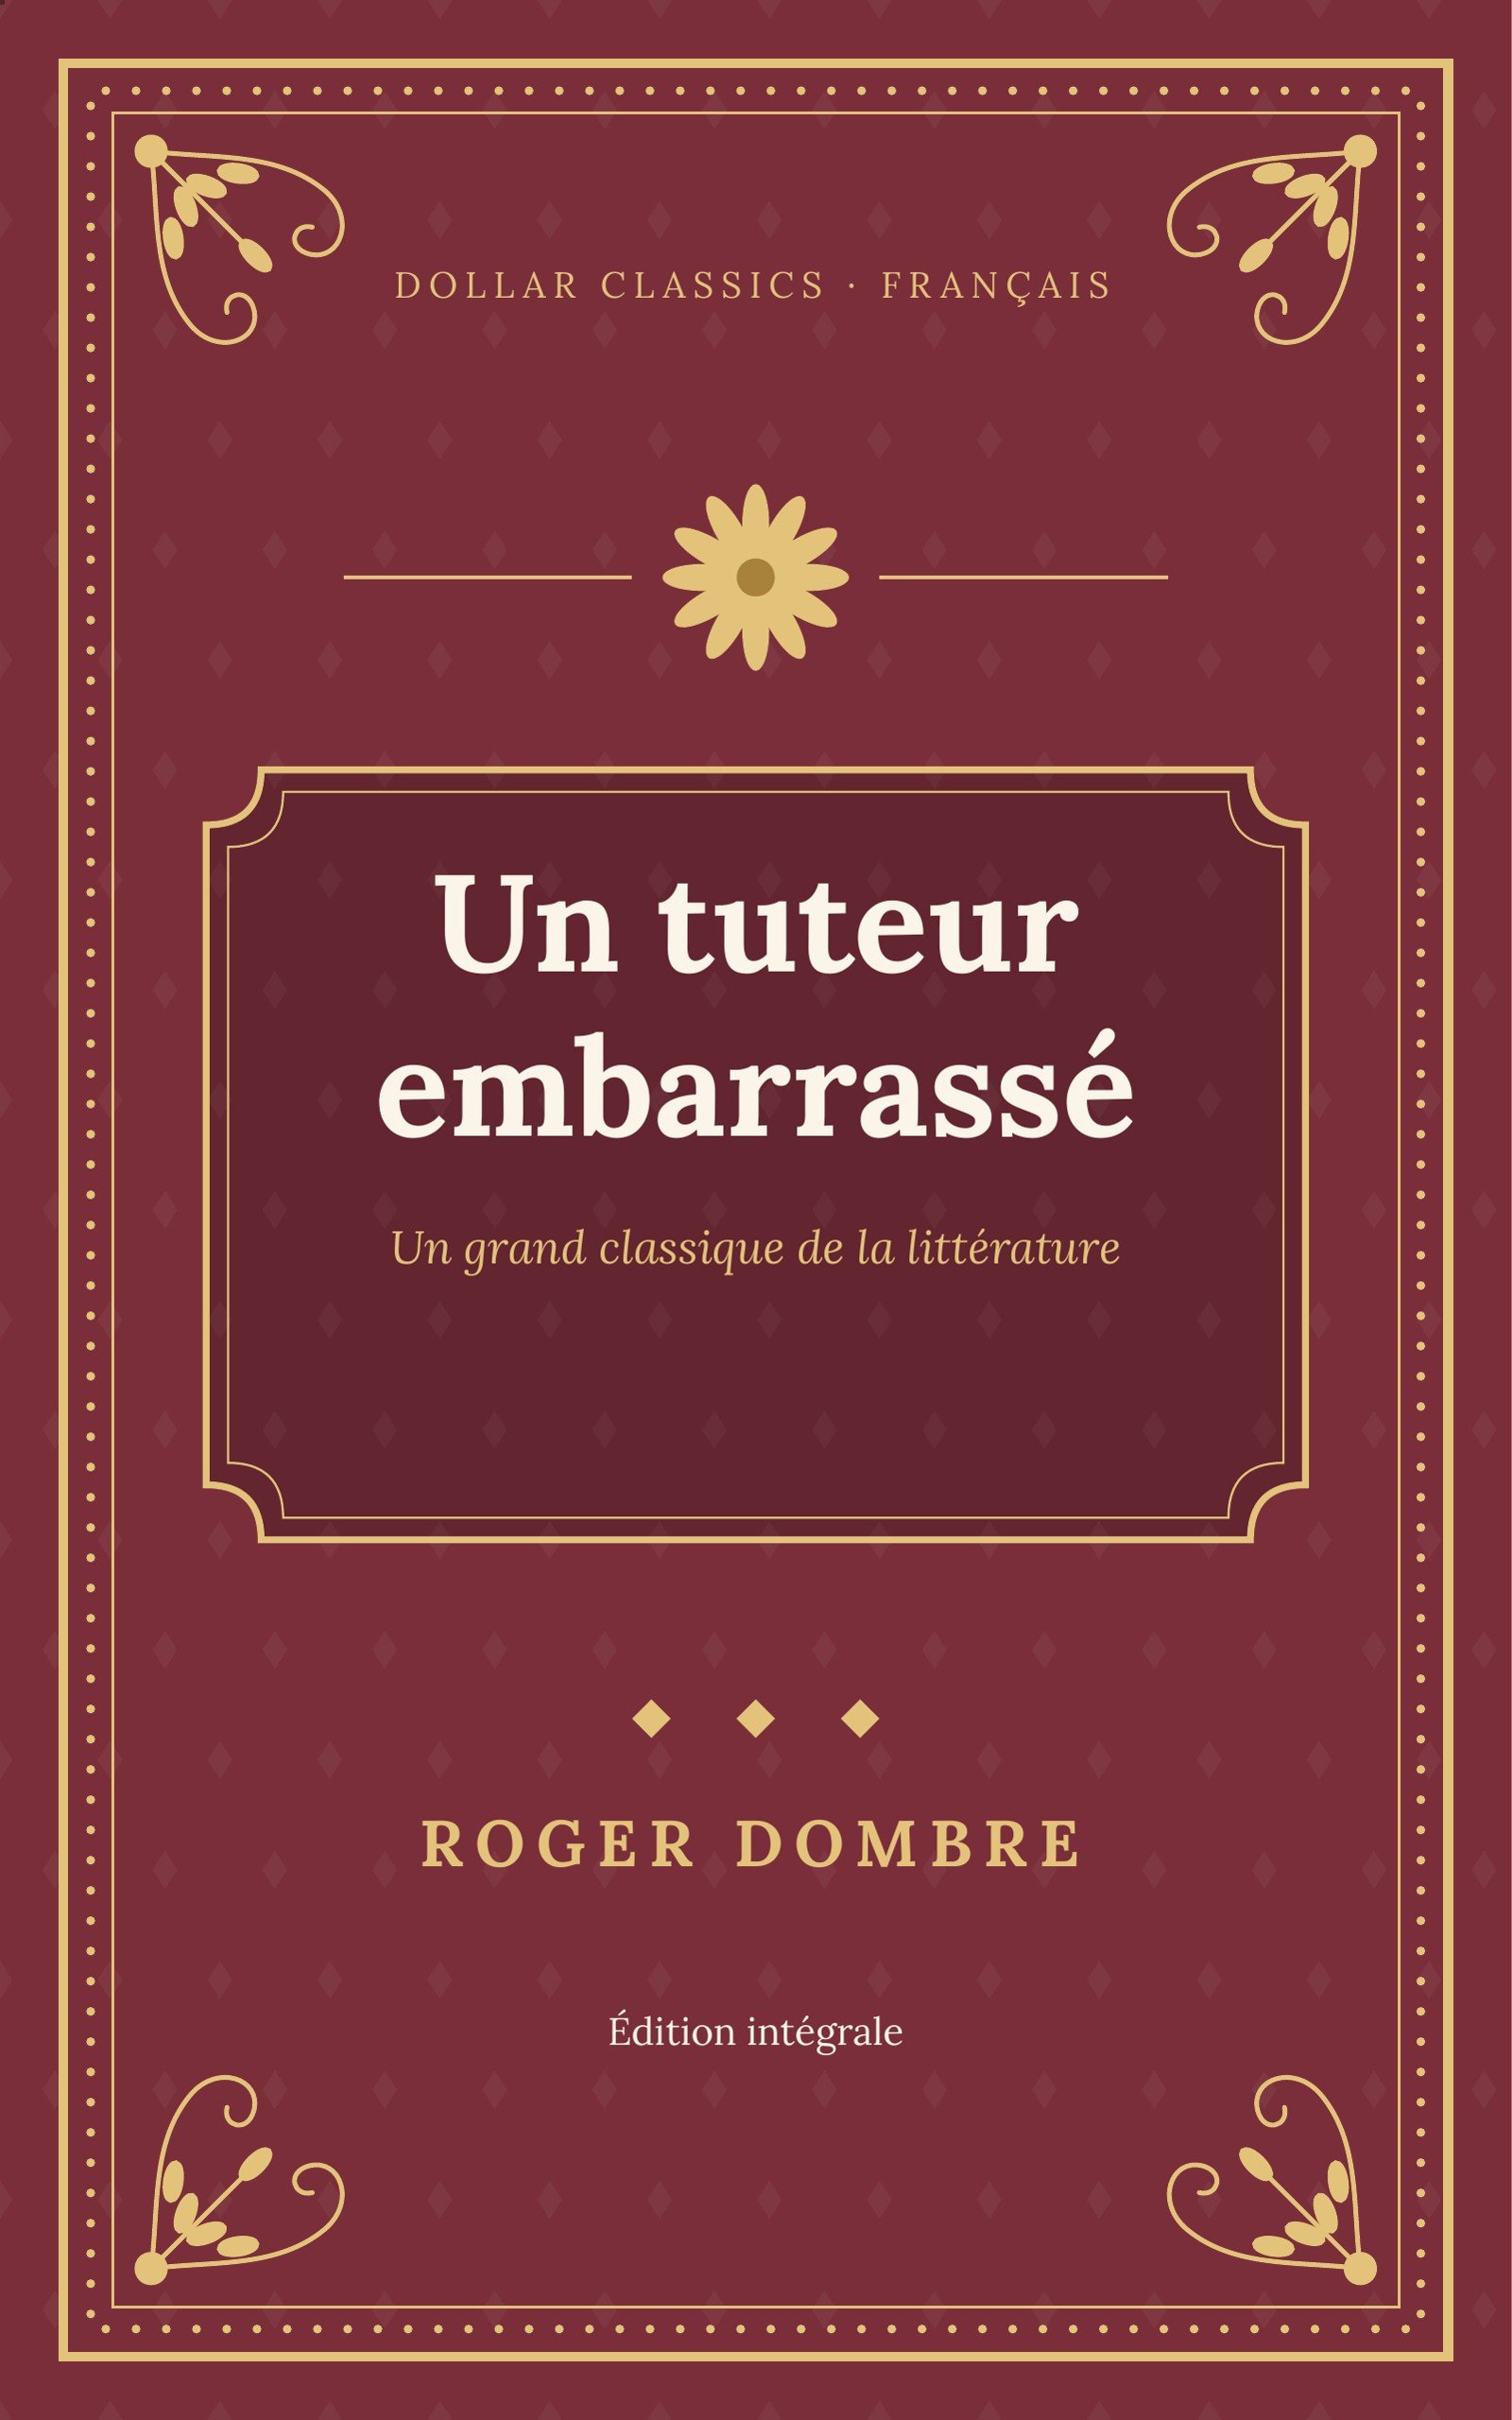 DOLLAR CLASSICS · FRANÇAIS
Un tuteur
embarrassé
Un grand classique de la littérature
ROGER DOMBRE
Édition intégrale